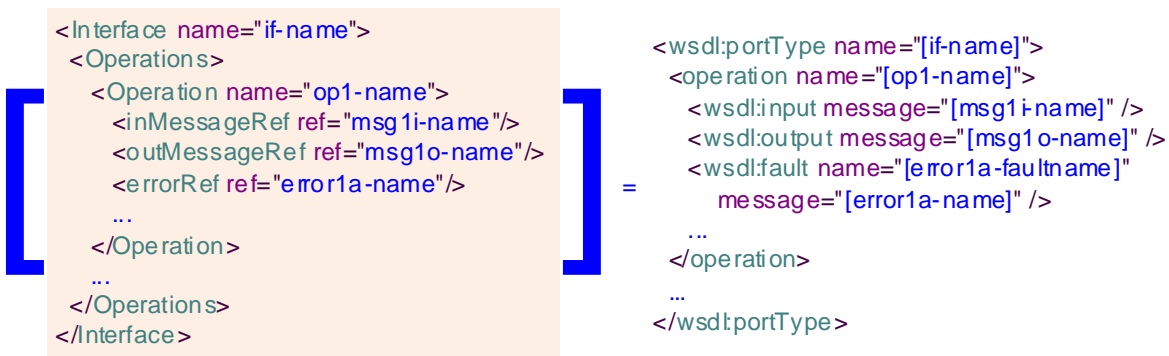 <Interface name="if-name">
<Operations>
<Operation name="op1-name">
<inMessageRef ref="msg1i-name"/>
<outMessageRef ref="msg1o-name"/>
<errorRef ref="error1a-name"/>
...
</Operation>
...
</Operations>
</Interface>
=
<wsdl:portType name="[if-name]">
<operation name="[op1-name]">
<wsdl:input message="[msg1i-name]" />
<wsdl:output message="[msg1o-name]" />
<wsdl:fault name="[error1a-faultname]"
message="[error1a-name]" />
...
</operation>
...
</wsdl:portType>